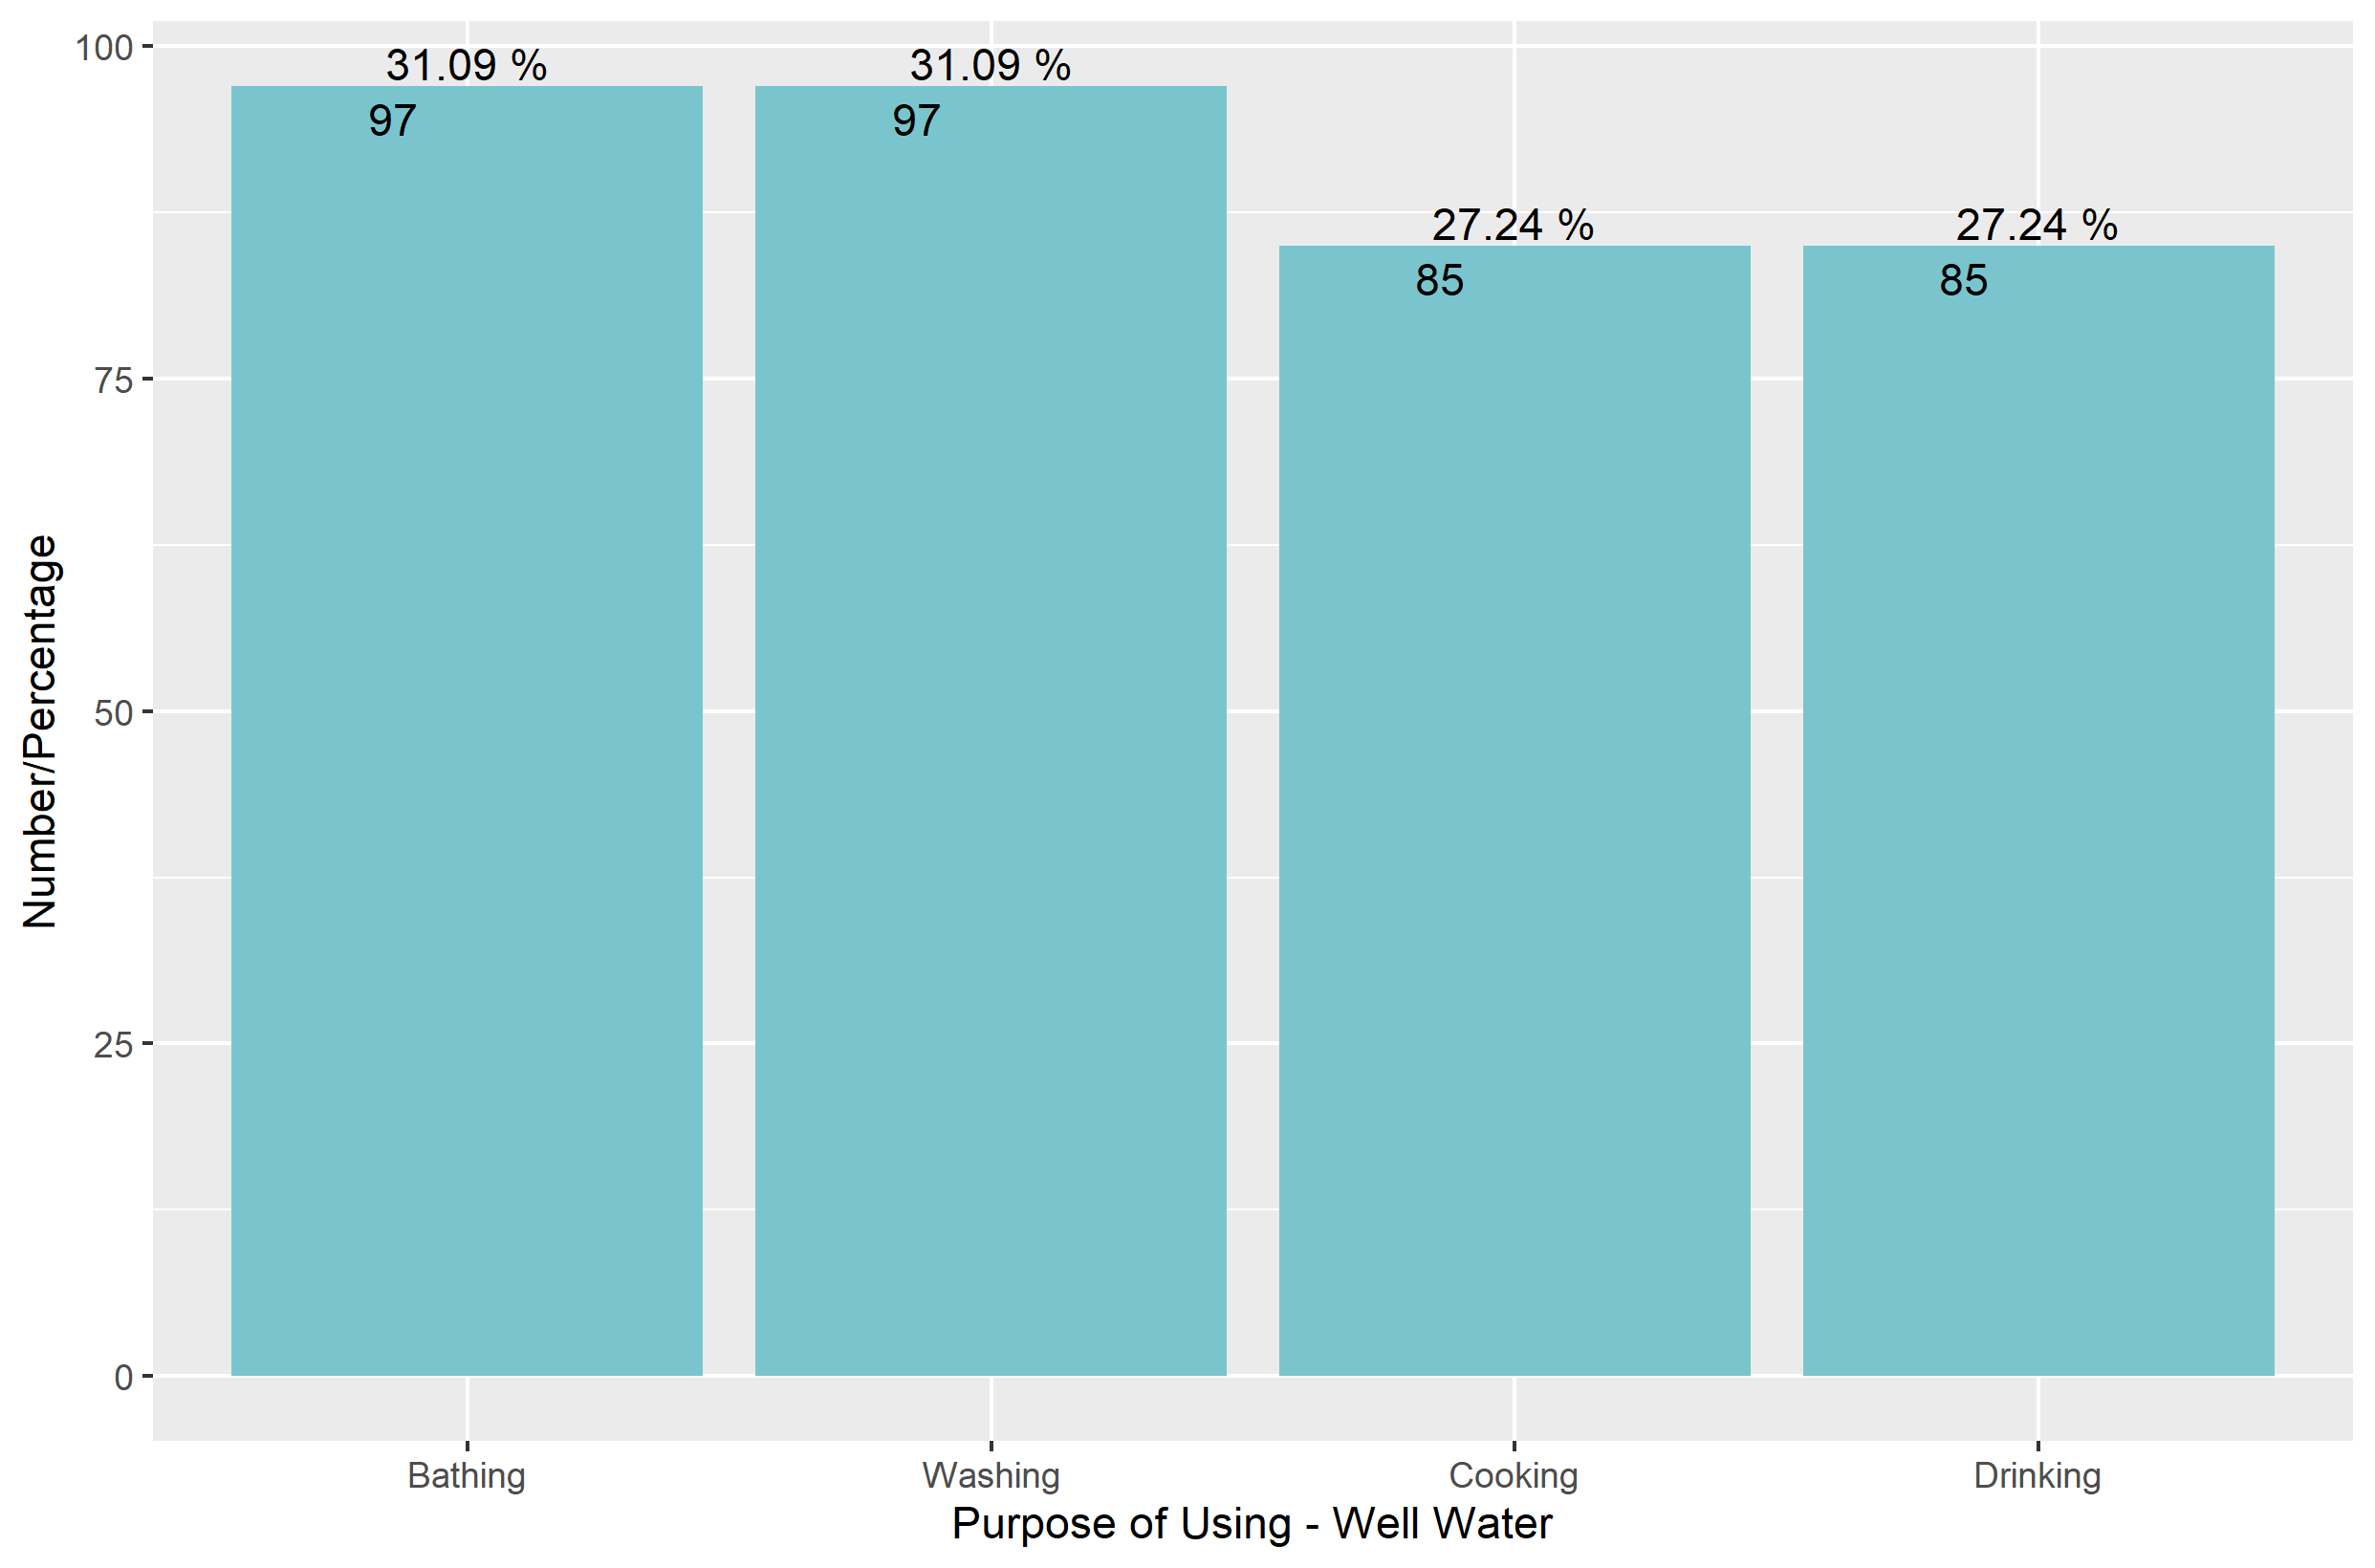 100
31.09 %
31.09 %
97
97
27.24 %
27.24 %
85
85
75
50
25
0
Number/Percentage
Bathing
Washing
Cooking
Drinking
Purpose of Using - Well Water